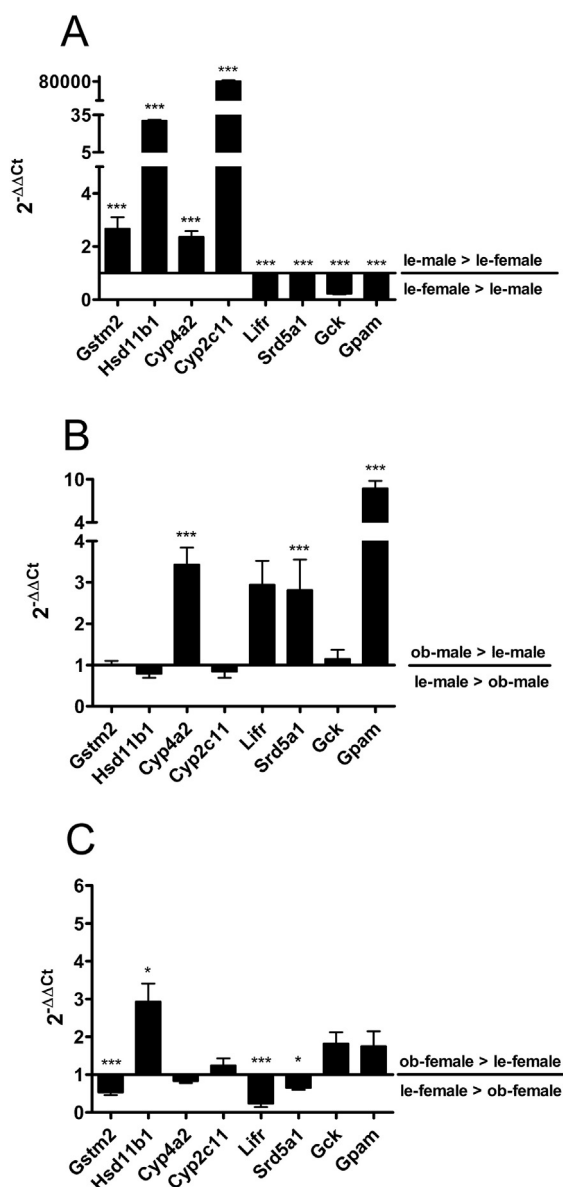 A
80000
***
***
35
5
2^-ΔΔCt
4
***
***
2
*** *** *** ***
le-male > le-female
0
le-female > le-male
Gstm2
Hsd11b1
Cyp4a2
Cyp2c11
Lifr
Srd5a1
Gck
Gpam
B
10
***
4
2^-ΔΔCt
4
***
***
3
2
1
ob-male > le-male
le-male > ob-male
0
Gstm2
Hsd11b1
Cyp4a2
Cyp2c11
Lifr
Srd5a1
Gck
Gpam
C
6
5
2^-ΔΔCt
4
*
3
2
*** *** *
1
ob-female > le-female
le-female > ob-female
0
Gstm2
Hsd11b1
Cyp4a2
Cyp2c11
Lifr
Srd5a1
Gck
Gpam